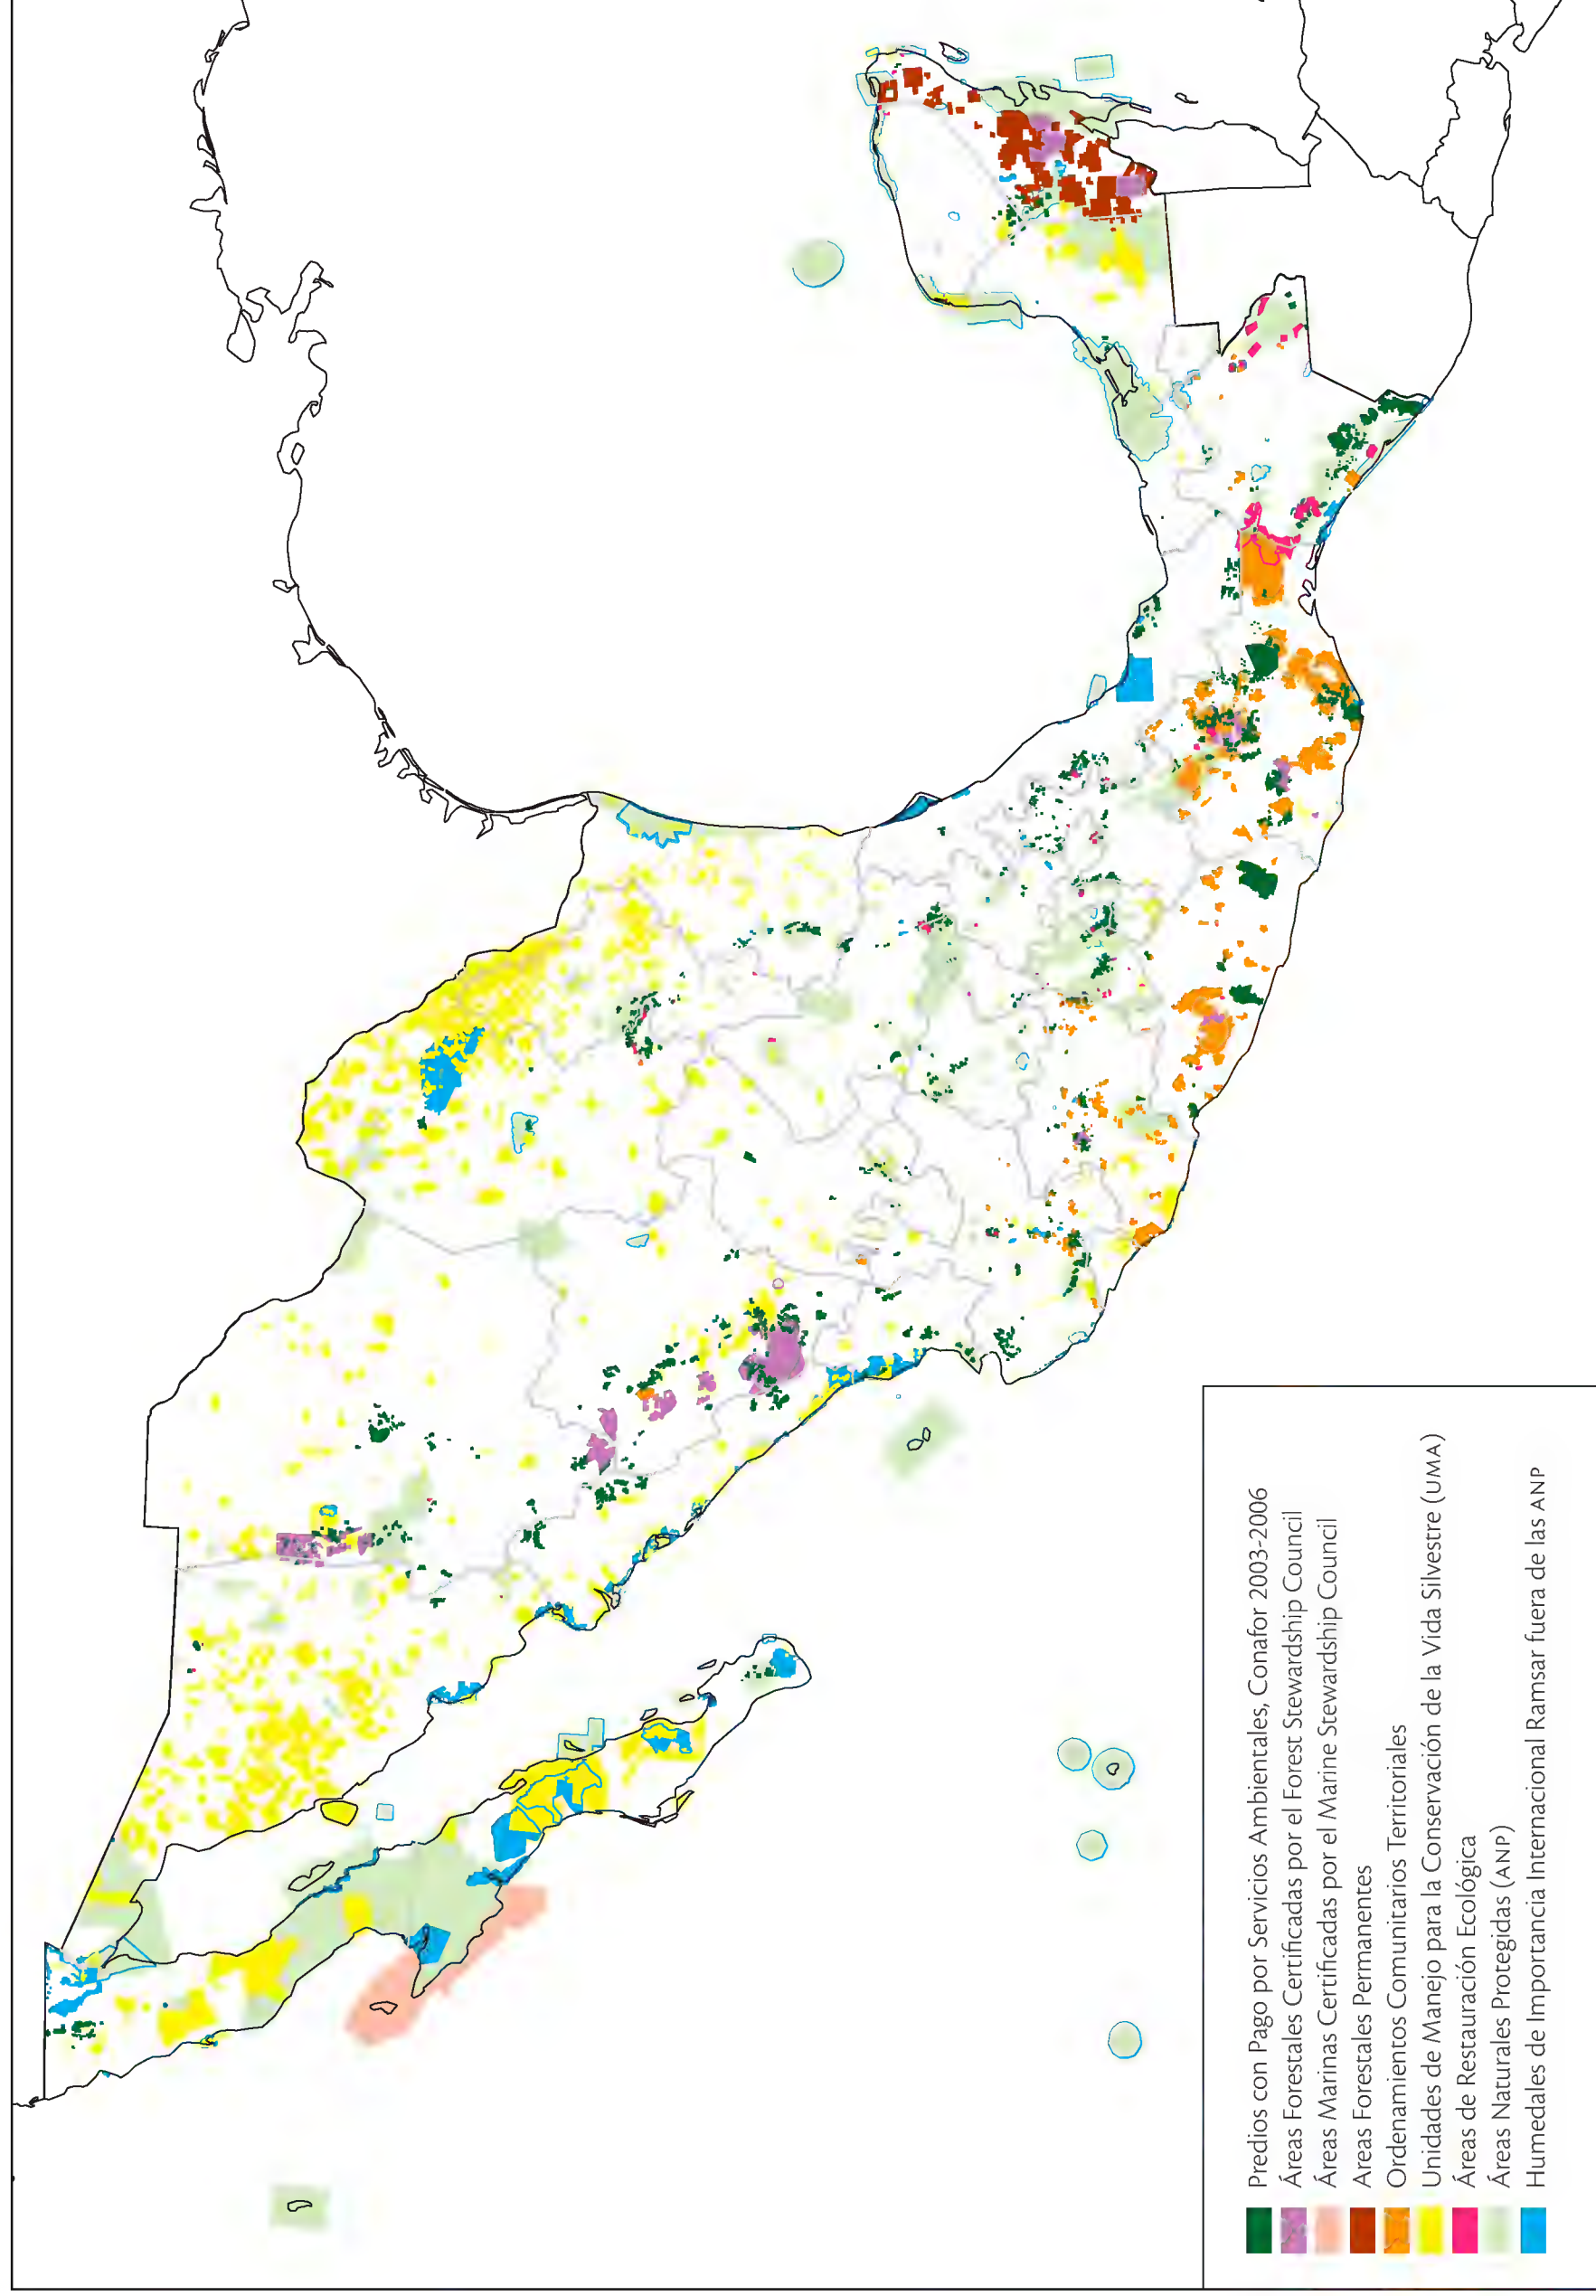 Predios con Pago por Servicios Ambientales, Conafor 2003-2006
Áreas Forestales Certificadas por el Forest Stewardship Council
Áreas Marinas Certificadas por el Marine Stewardship Council
Areas Forestales Permanentes
Ordenamientos Comunitarios Territoriales
Unidades de Manejo para la Conservación de la Vida Silvestre (UMA)
Áreas de Restauración Ecológica
Áreas Naturales Protegidas (ANP)
Humedales de Importancia Internacional Ramsar fuera de las ANP